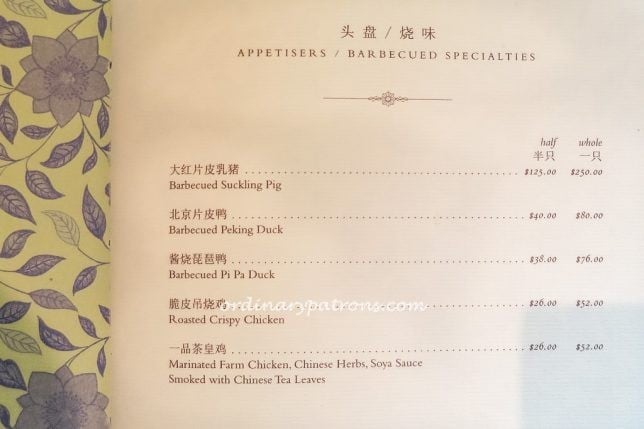 头盘/烧味
APPETISERS / BARBECUED SPECIALTIES
half whole
半只 一只
大红片皮乳猪 $125.00 $250.00
Barbecued Suckling Pig
北京片皮鸭 $40.00 $80.00
Barbecued Peking Duck
酱烧琵琶鸭 $38.00 $76.00
Barbecued Pi Pa Duck
脆皮吊烧鸡 $26.00 $52.00
ordinarypatrons.com
Roasted Crispy Chicken
一品茶皇鸡 $26.00 $52.00
Marinated Farm Chicken, Chinese Herbs, Soya Sauce
Smoked with Chinese Tea Leaves